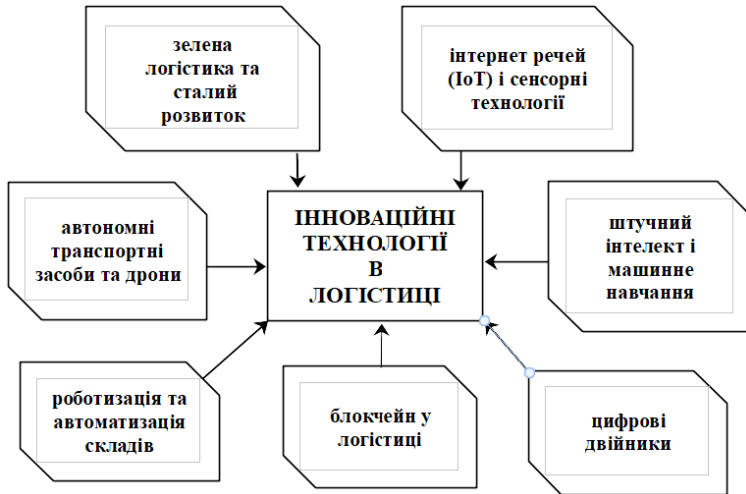 зелена
логістика та
сталий
розвиток
інтернет речей
(IoT) і сенсорні
технології
автономні
транспортні
засоби та дрони
ІННОВАЦІЙНІ
ТЕХНОЛОГІЇ
В
ЛОГІСТИЦІ
штучний
інтелект і
машинне
навчання
роботизація та
автоматизація
складів
блокчейн у
логістиці
цифрові
двійники